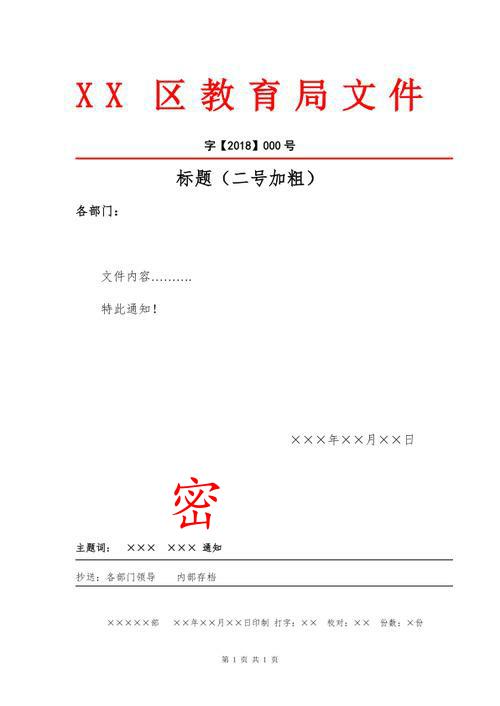 XX 区教育局文件
字【2018】000 号
标题（二号加粗）
各部门：
文件内容……….
特此通知！
×××年××月××日
密
主题词： ××× ××× 通知
抄送：各部门领导 内部存档
×××××部 ××年××月××日印制 打字：×× 校对：×× 份数：×份
第 1 页 共 1 页